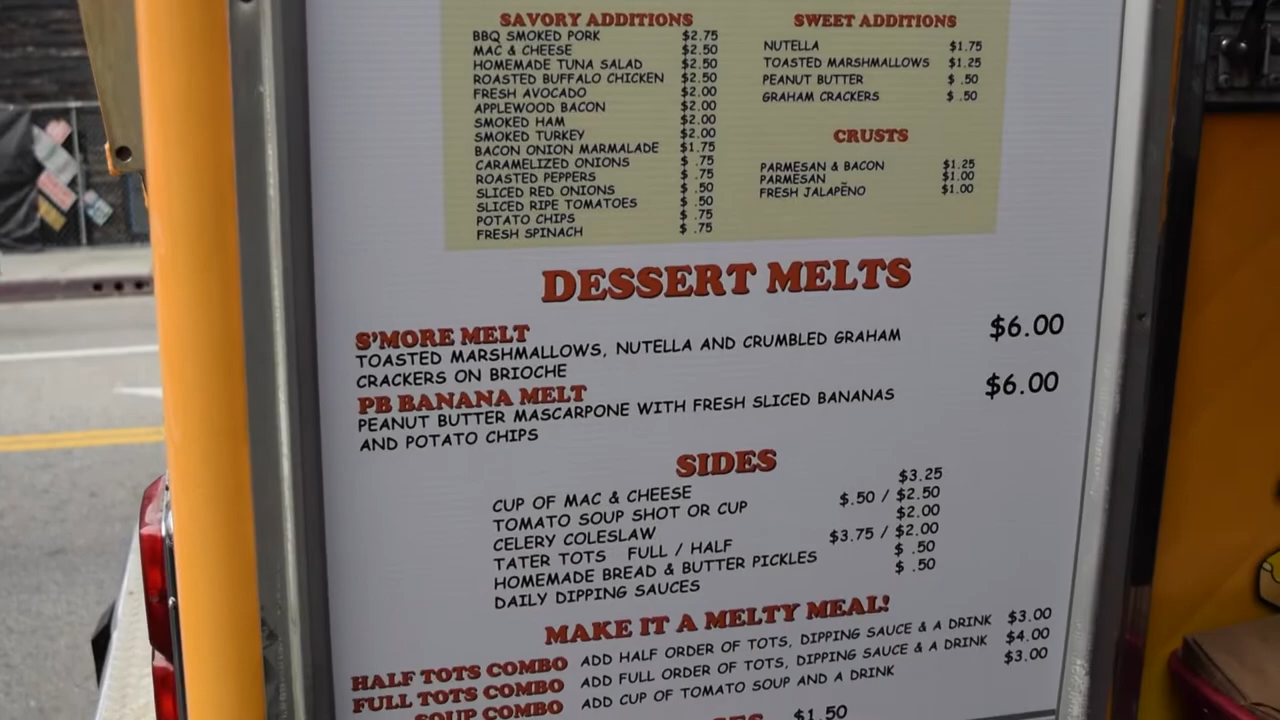 SAVORY ADDITIONS
BBQ SMOKED PORK $2.75
MAC & CHEESE $2.50
HOMEMADE TUNA SALAD $2.50
ROASTED BUFFALO CHICKEN $2.50
FRESH AVOCADO $2.00
APPLEWOOD BACON $2.00
SMOKED HAM $2.00
SMOKED TURKEY $2.00
BACON ONION MARMALADE $1.75
CARAMELIZED ONIONS $ .75
ROASTED PEPPERS $ .75
SLICED RED ONIONS $ .50
SLICED RIPE TOMATOES $ .50
POTATO CHIPS $ .75
FRESH SPINACH $ .75
SWEET ADDITIONS
NUTELLA $1.75
TOASTED MARSHMALLOWS $1.25
PEANUT BUTTER $ .50
GRAHAM CRACKERS $ .50
CRUSTS
PARMESAN & BACON $1.25
PARMESAN $1.00
FRESH JALAPEÑO $1.00
DESSERT MELTS
S'MORE MELT $6.00
TOASTED MARSHMALLOWS, NUTELLA AND CRUMBLED GRAHAM
CRACKERS ON BRIOCHE
PB BANANA MELT $6.00
PEANUT BUTTER MASCARPONE WITH FRESH SLICED BANANAS
AND POTATO CHIPS
SIDES
CUP OF MAC & CHEESE $3.25
TOMATO SOUP SHOT OR CUP $.50 / $2.50
CELERY COLESLAW $2.00
TATER TOTS FULL / HALF $3.75 / $2.00
HOMEMADE BREAD & BUTTER PICKLES $ .50
DAILY DIPPING SAUCES $ .50
MAKE IT A MELTY MEAL!
HALF TOTS COMBO ADD HALF ORDER OF TOTS, DIPPING SAUCE & A DRINK $3.00
FULL TOTS COMBO ADD FULL ORDER OF TOTS, DIPPING SAUCE & A DRINK $4.00
SOUP COMBO ADD CUP OF TOMATO SOUP AND A DRINK $3.00
$1.50